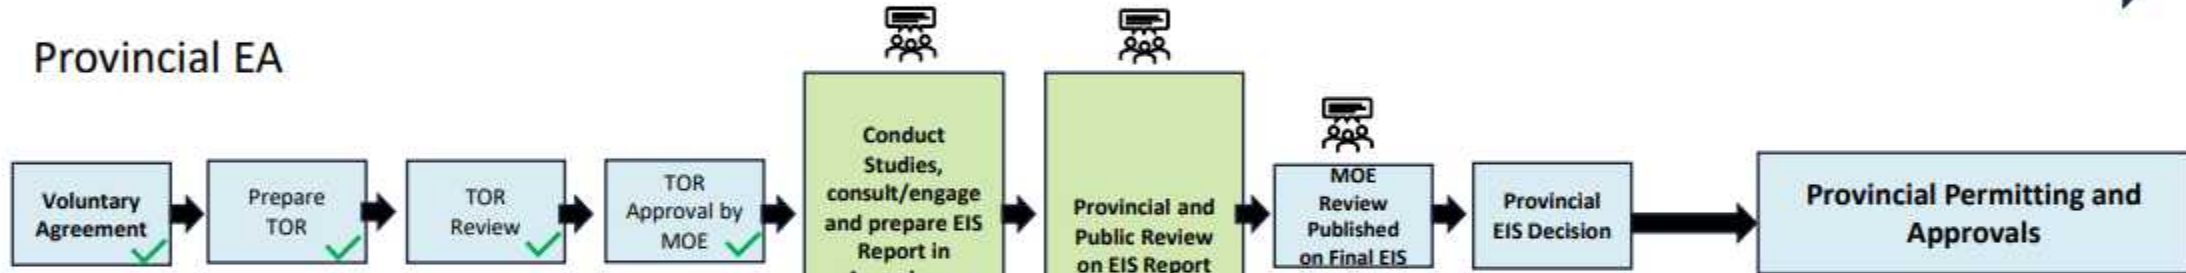 Provincial EA
Voluntary
Agreement
Prepare
TOR
TOR
Review
TOR
Approval by
MOE
Conduct
Studies,
consult/engage
and prepare EIS
Report in
Provincial and
Public Review
on EIS Report
MOE
Review
Published
on Final EIS
Provincial
EIS Decision
Provincial Permitting and
Approvals